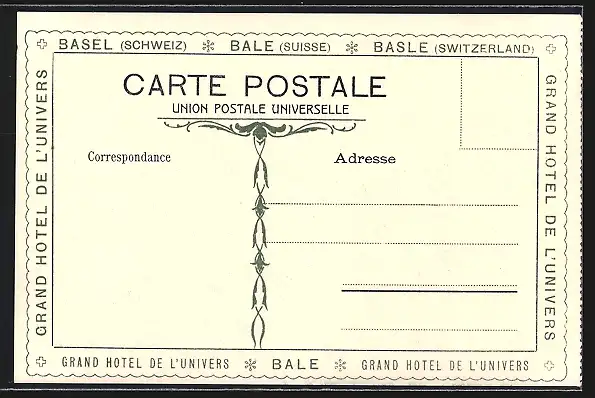 BASEL (SCHWEIZ) ✻ BALE (SUISSE) ✻ BASLE (SWITZERLAND)
CARTE POSTALE
UNION POSTALE UNIVERSELLE
Correspondance
Adresse
GRAND HOTEL DE L'UNIVERS
GRAND HOTEL DE L'UNIVERS
GRAND HOTEL DE L'UNIVERS ✻ BALE ✻ GRAND HOTEL DE L'UNIVERS